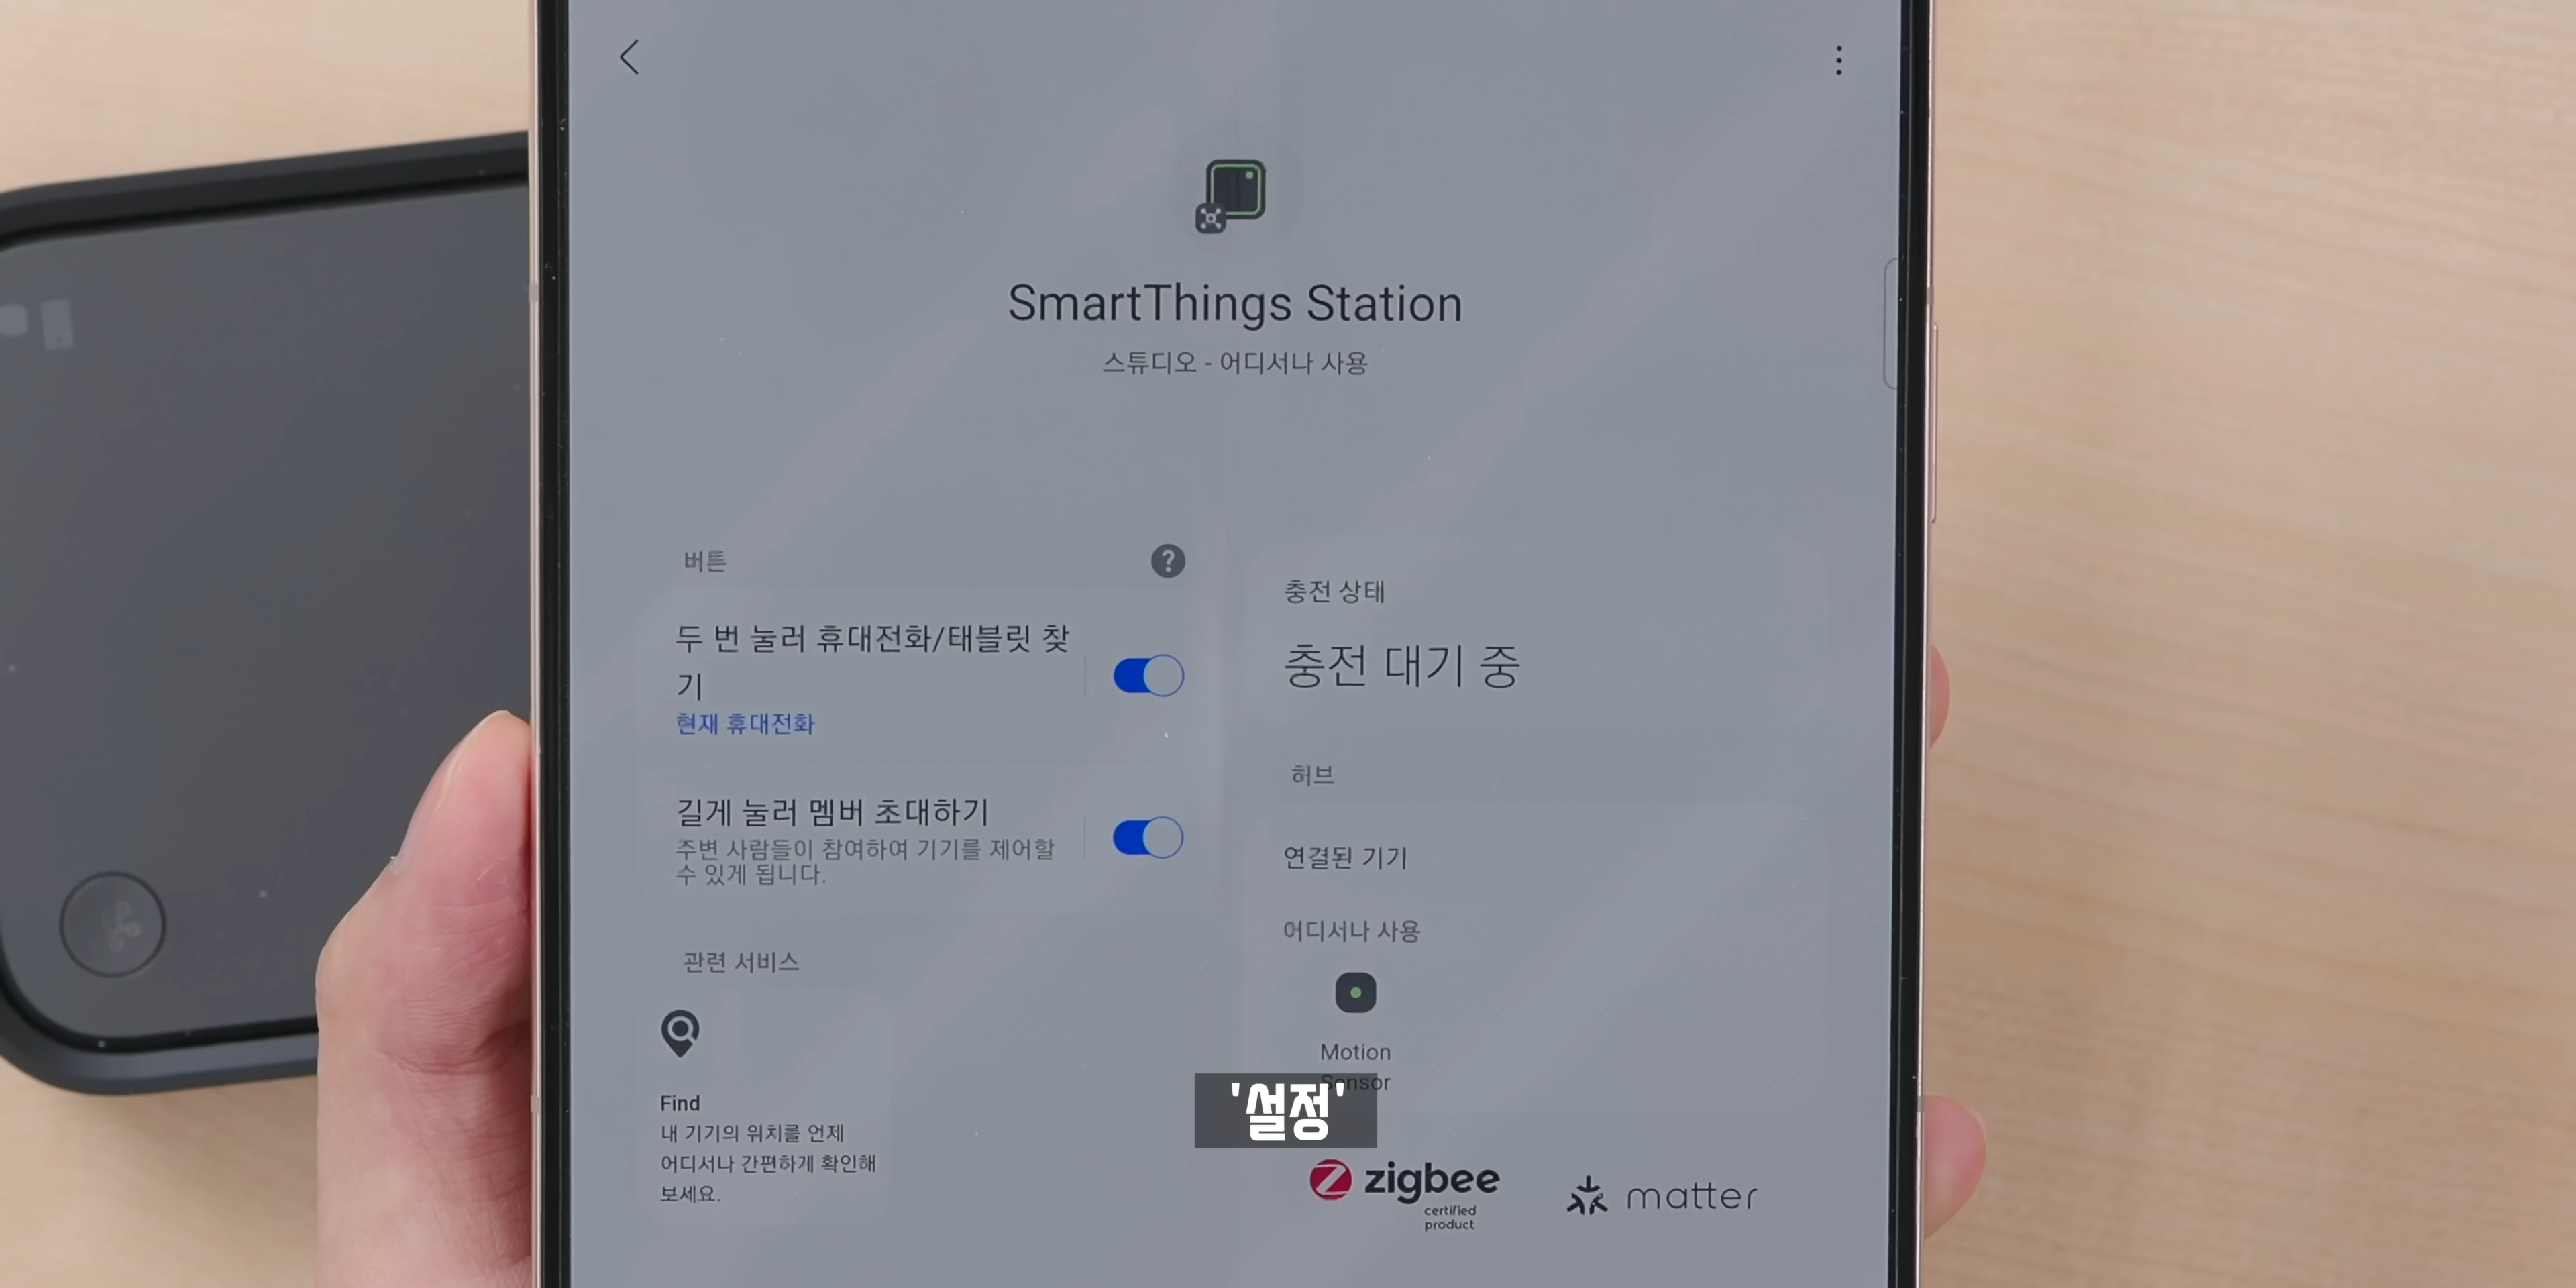 SmartThings Station
스튜디오 - 어디서나 사용
버튼
?
두 번 눌러 휴대전화/태블릿 찾
기
현재 휴대전화
길게 눌러 멤버 초대하기
주변 사람들이 참여하여 기기를 제어할
수 있게 됩니다.
관련 서비스
Find
내 기기의 위치를 언제
어디서나 간편하게 확인해
보세요.
충전 상태
충전 대기 중
허브
연결된 기기
어디서나 사용
Motion
Sensor
'설정'
zigbee
certified
product
matter